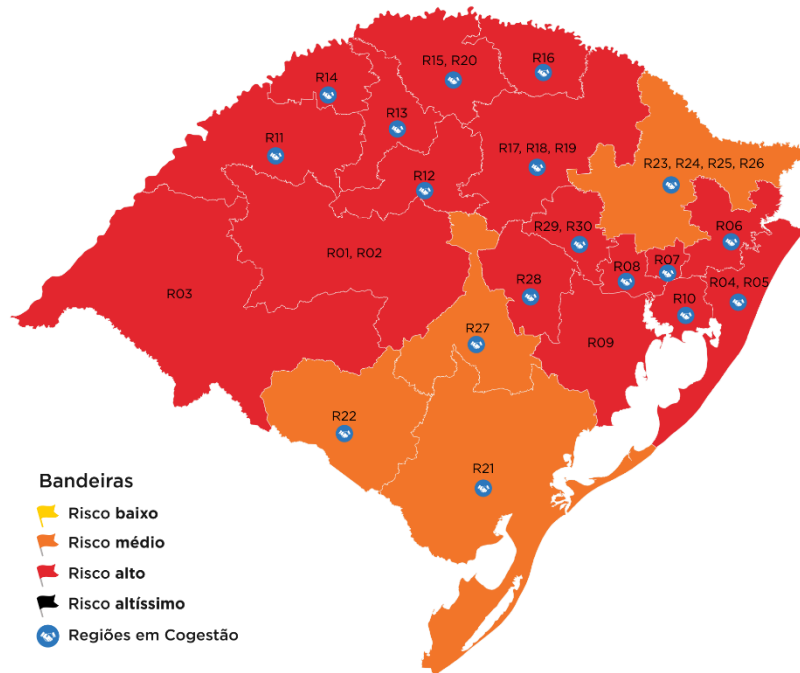 R16
R15, R20
R14
R13
R11
R17, R18, R19
R23, R24, R25, R26
R12
R29, R30
R06
R01, R02
R03
R28
R08
R07
R04, R05
R10
R27
R09
R22
R21
Bandeiras
Risco baixo
Risco médio
Risco alto
Risco altíssimo
Regiões em Cogestão